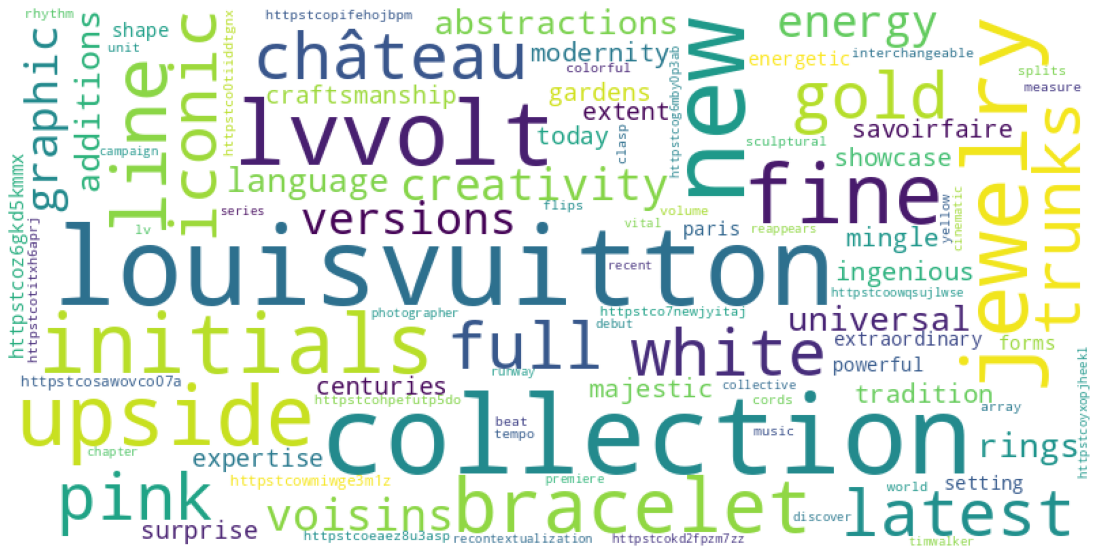 rhythm
httpstcopifehojbpm
abstractions
energy
graphic
additions
shape
unit
line
iconic
httpstco0tiiddtgnx
château
modernity
colorful
new
energetic
interchangeable
craftsmanship
gardens
extent
httpstcog6mby0p3ab
gold
splits
measure
lvvolt
today
clasp
sculptural
savoirfaire
showcase
jewelry
trunks
campaign
language
creativity
fine
httpstcoz6gkd5kmmx
httpstcotitxh6aprj
lv
series
versions
flips
vital
volume
paris
reappears
mingle
yellow
cinematic
louisvuitton
recent
ingenious
httpstcoowqsujlwse
photographer
httpstco7newjyitaj
initials
full
debut
white
universal
extraordinary
forms
powerful
httpstcosawovco07a
centuries
runway
majestic
collective
tradition
httpstcoyxopjheekl
upside
httpstcohpefutp5do
collection
cords
array
beat
tempo
music
chapter
expertise
rings
pink
httpstcowmiwge3m1z
premiere
world
setting
surprise
voisins
bracelet
discover
latest
httpstcoeaez8u3asp
recontextualization
httpstcokd2fpzm7zz
timwalker